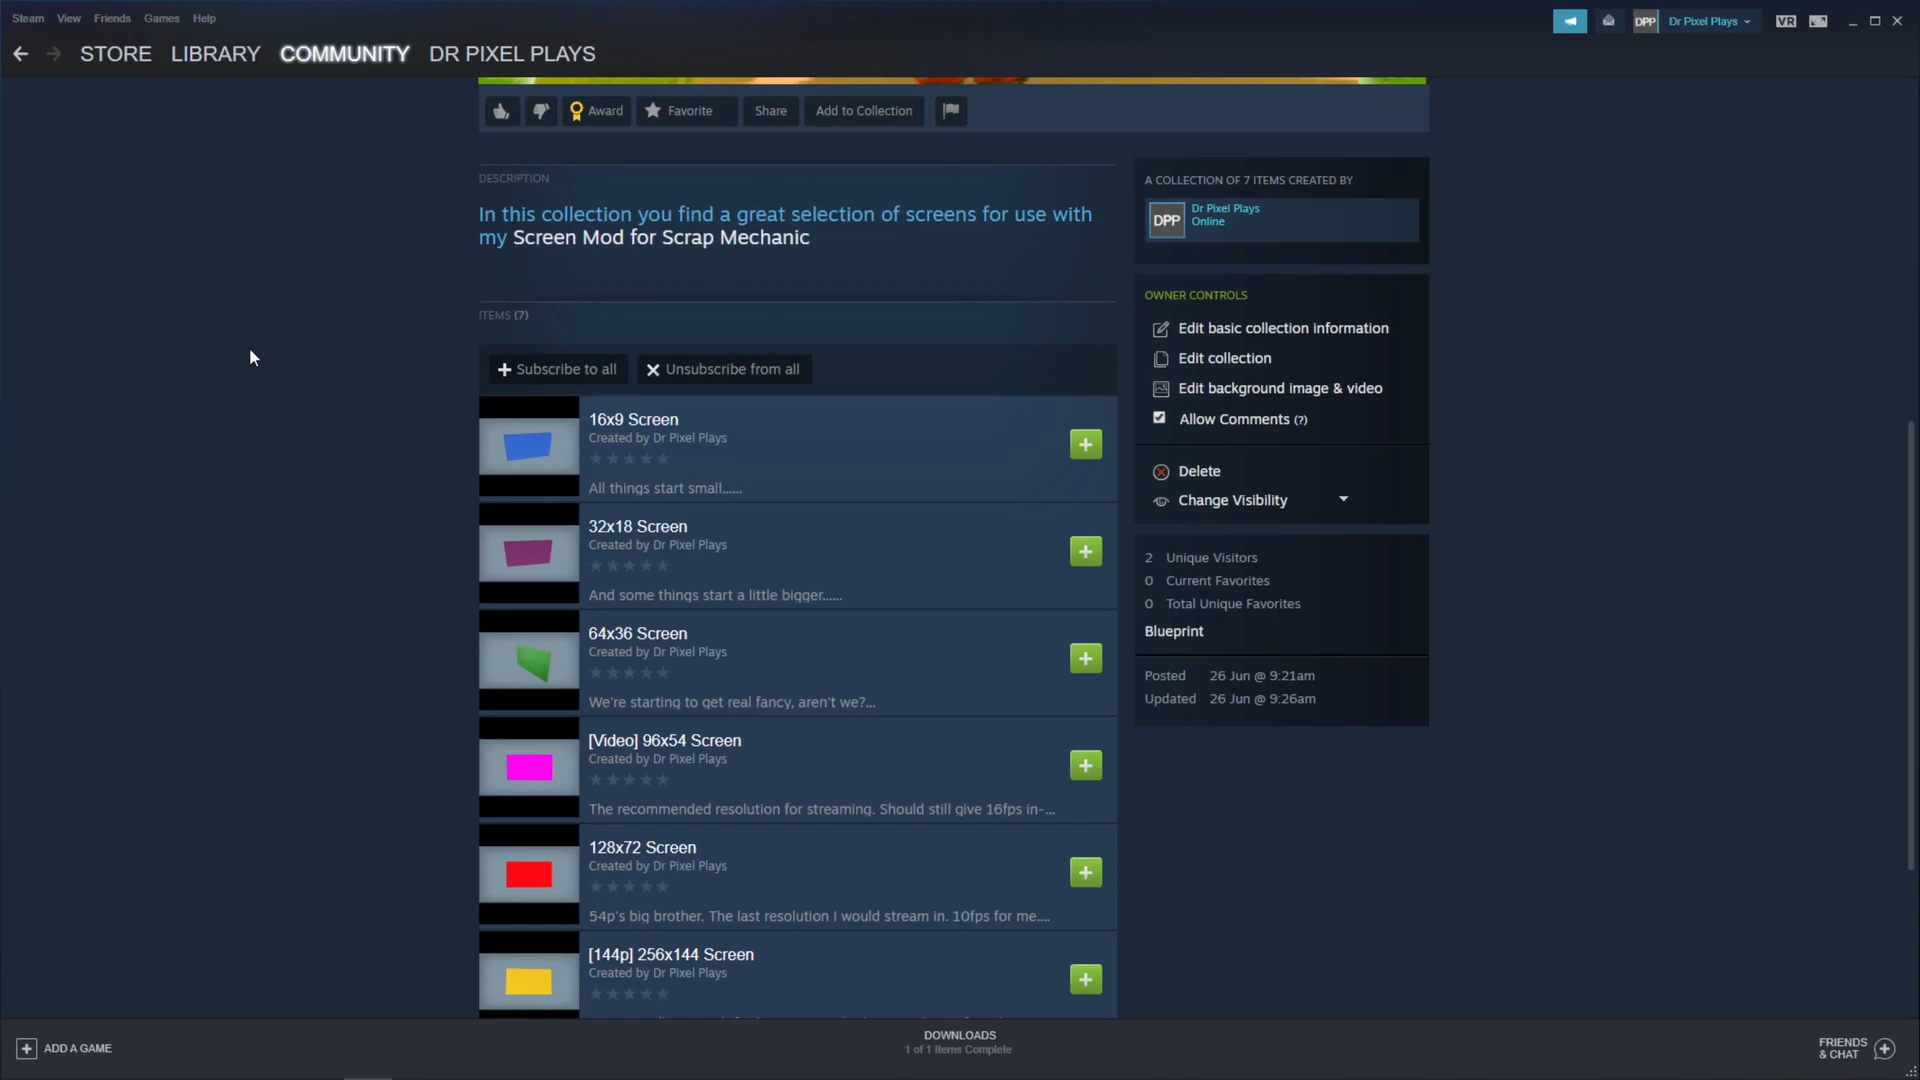 Steam View Friends Games Help
DPP Dr Pixel Plays VR
STORE LIBRARY COMMUNITY DR PIXEL PLAYS
Award Favorite Share Add to Collection
DESCRIPTION
In this collection you find a great selection of screens for use with
my Screen Mod for Scrap Mechanic
ITEMS (7)
Subscribe to all Unsubscribe from all
16x9 Screen
Created by Dr Pixel Plays
All things start small......
32x18 Screen
Created by Dr Pixel Plays
And some things start a little bigger......
64x36 Screen
Created by Dr Pixel Plays
We're starting to get real fancy, aren't we?...
[Video] 96x54 Screen
Created by Dr Pixel Plays
The recommended resolution for streaming. Should still give 16fps in-...
128x72 Screen
Created by Dr Pixel Plays
54p's big brother. The last resolution I would stream in. 10fps for me....
[144p] 256x144 Screen
Created by Dr Pixel Plays
A COLLECTION OF 7 ITEMS CREATED BY
DPP Dr Pixel Plays
Online
OWNER CONTROLS
Edit basic collection information
Edit collection
Edit background image & video
Allow Comments (?)
Delete
Change Visibility
2 Unique Visitors
0 Current Favorites
0 Total Unique Favorites
Blueprint
Posted 26 Jun @ 9:21am
Updated 26 Jun @ 9:26am
ADD A GAME
DOWNLOADS
1 of 1 Items Complete
FRIENDS
& CHAT